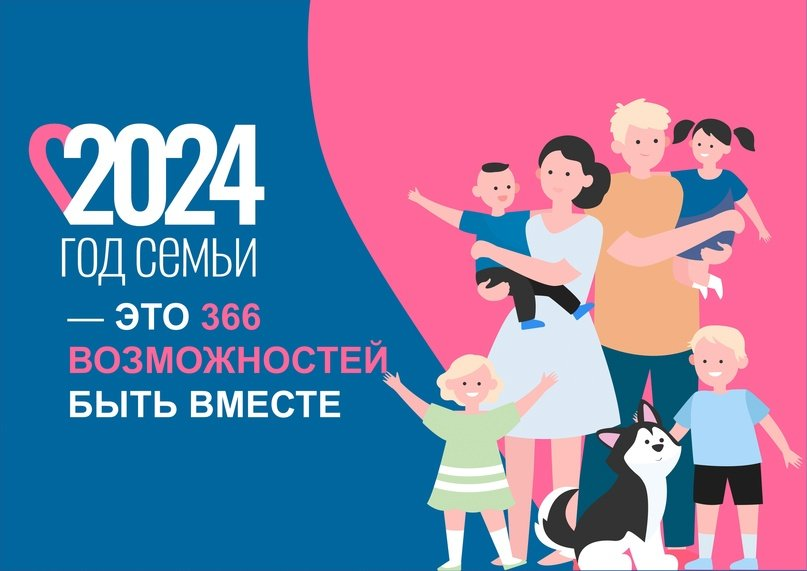 2024
ГОД СЕМЬИ
— ЭТО 366
ВОЗМОЖНОСТЕЙ
БЫТЬ ВМЕСТЕ